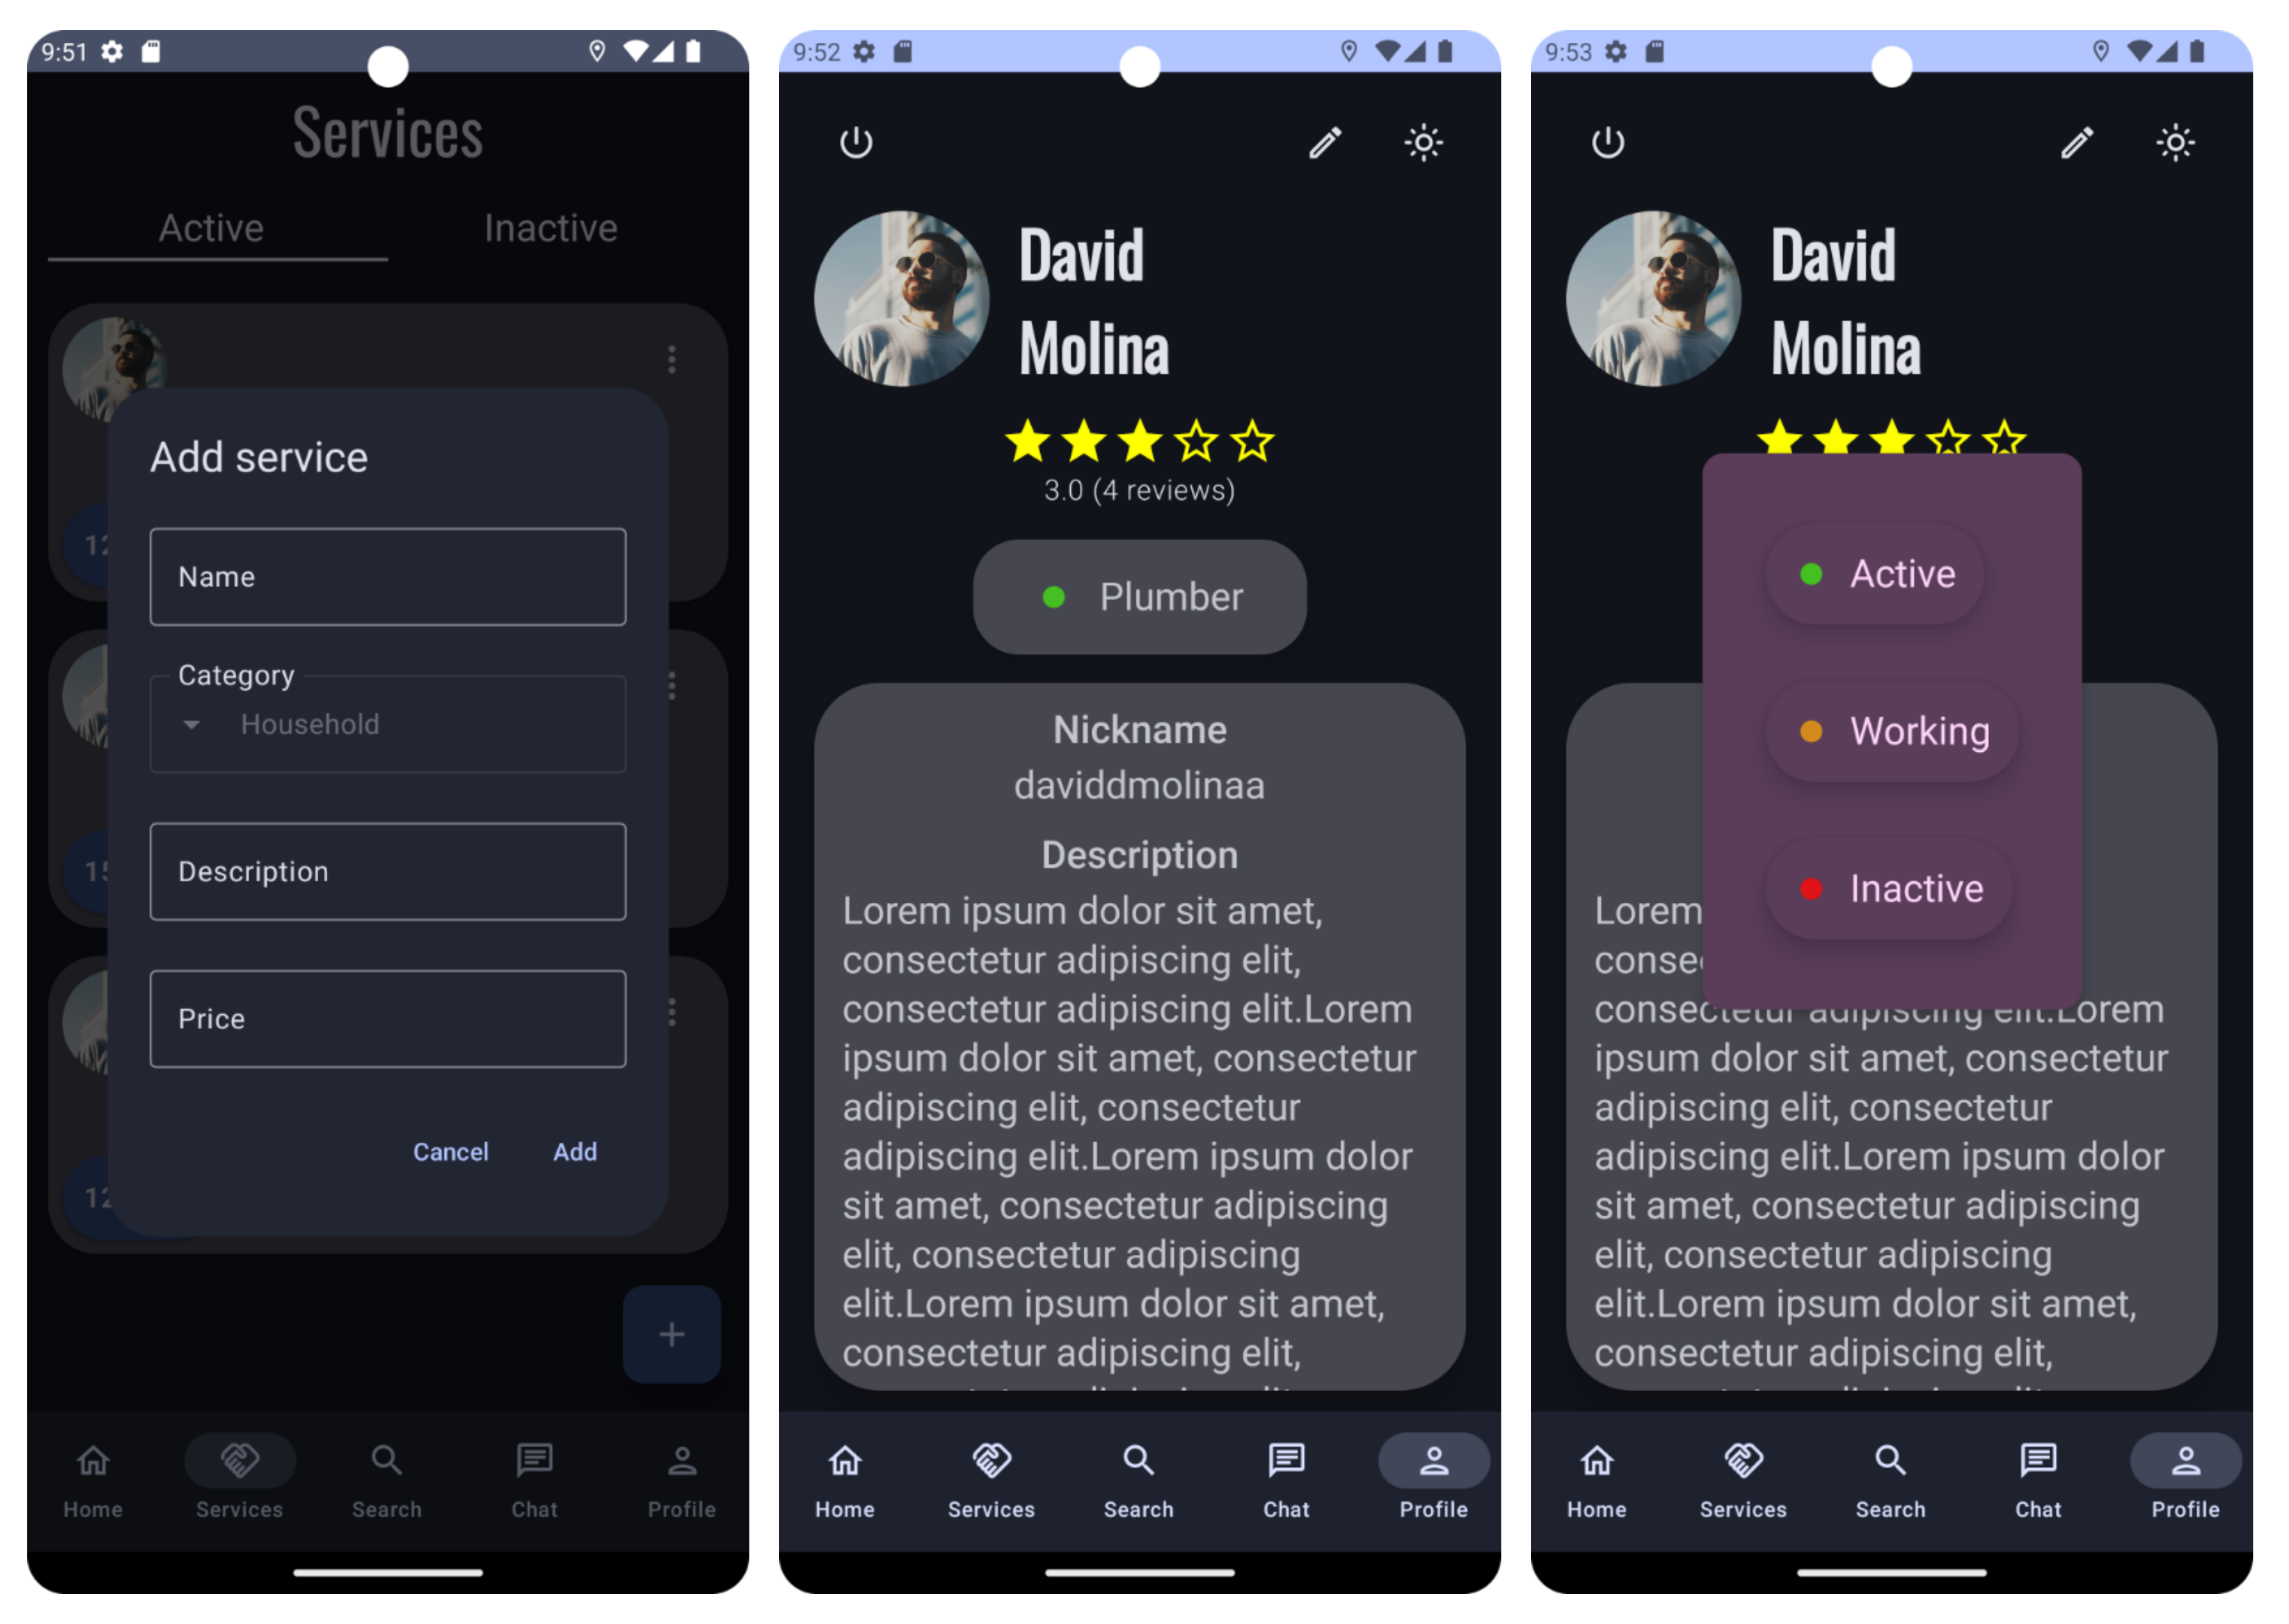 9:51
Services
Active Inactive
Add service
Name
Category
Household
Description
Price
Cancel Add
Home Services Search Chat Profile
9:52
David
Molina
3.0 (4 reviews)
Plumber
Nickname
daviddmolinaa
Description
Lorem ipsum dolor sit amet,
consectetur adipiscing elit,
consectetur adipiscing elit.Lorem
ipsum dolor sit amet, consectetur
adipiscing elit, consectetur
adipiscing elit.Lorem ipsum dolor
sit amet, consectetur adipiscing
elit, consectetur adipiscing
elit.Lorem ipsum dolor sit amet,
consectetur adipiscing elit,
Home Services Search Chat Profile
9:53
David
Molina
Active
Working
Inactive
Lorem
consectetur adipiscing elit.Lorem
ipsum dolor sit amet, consectetur
adipiscing elit, consectetur
adipiscing elit.Lorem ipsum dolor
sit amet, consectetur adipiscing
elit, consectetur adipiscing
elit.Lorem ipsum dolor sit amet,
consectetur adipiscing elit,
Home Services Search Chat Profile